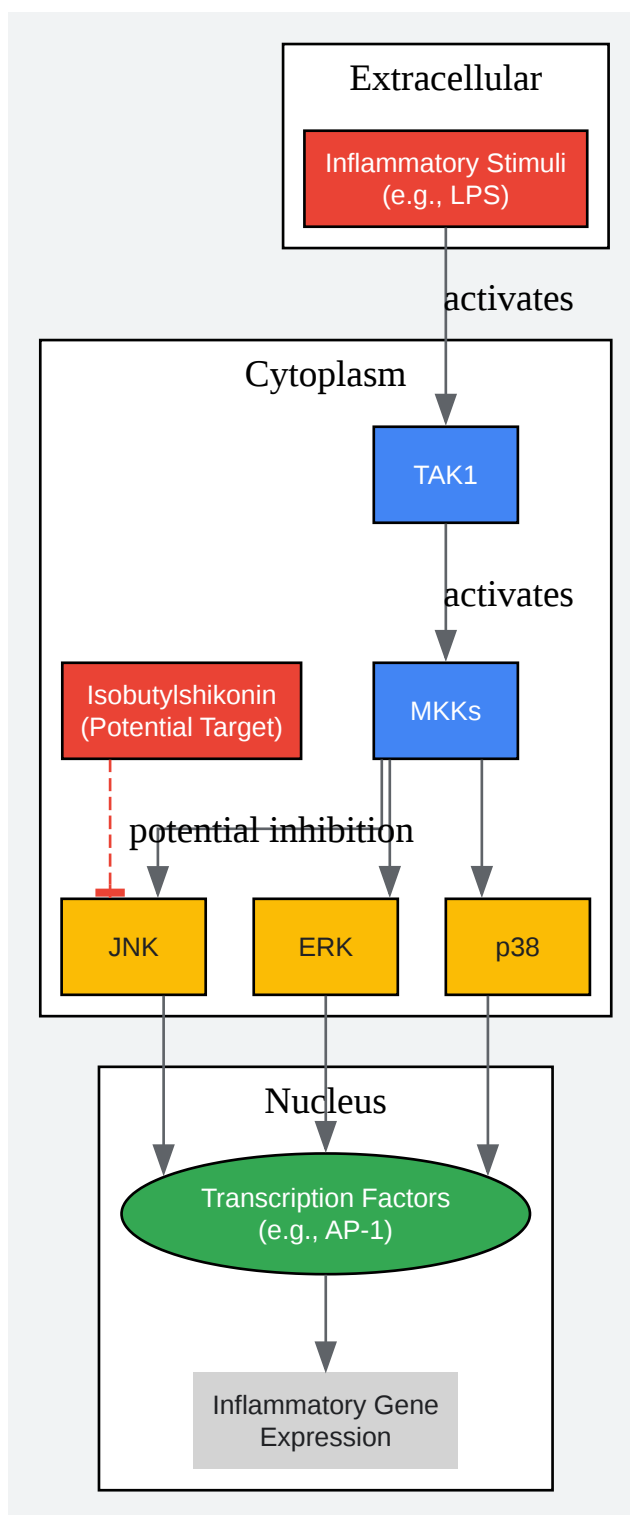 Extracellular
Inflammatory Stimuli
(e.g., LPS)
activates
Cytoplasm
TAK1
activates
Isobutylshikonin
(Potential Target)
MKKs
potential inhibition
JNK
ERK
p38
Nucleus
Transcription Factors
(e.g., AP-1)
Inflammatory Gene
Expression